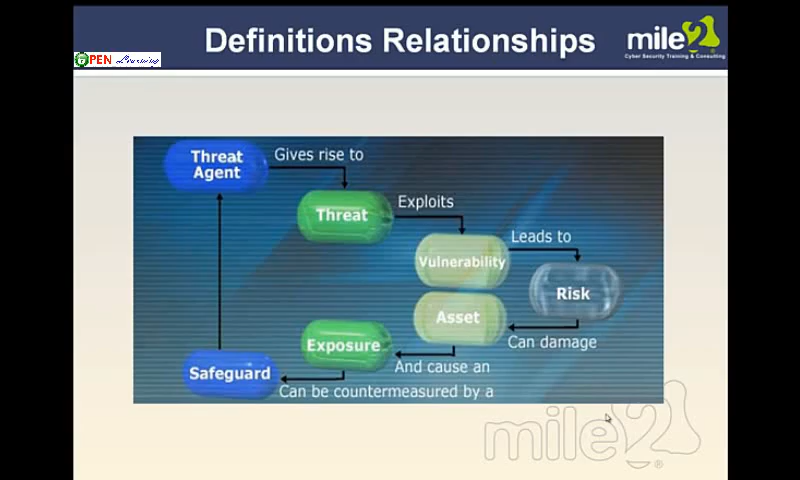 Definitions Relationships
mile2
Cyber Security Training & Consulting
OPEN Learning
Threat
Agent
Gives rise to
Threat
Exploits
Vulnerability
Leads to
Risk
Can damage
Asset
And cause an
Exposure
Can be countermeasured by a
Safeguard
mile2
®